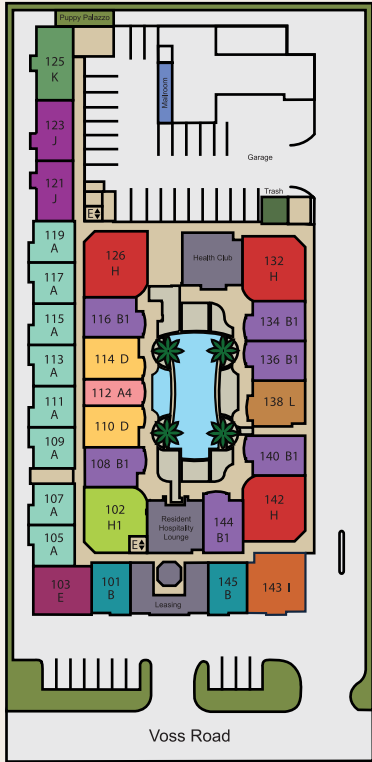 Puppy Palazzo
125
K
Mailroom
123
J
Garage
121
J
Trash
E
119
A
126
H
Health Club
132
H
117
A
115
A
116 B1
134 B1
113
A
114 D
136 B1
111
A
112 A4
138 L
109
A
110 D
108 B1
140 B1
107
A
102
H1
Resident
Hospitality
Lounge
144
B1
142
H
105
A
E
103
E
101
B
Leasing
145
B
143 I
Voss Road